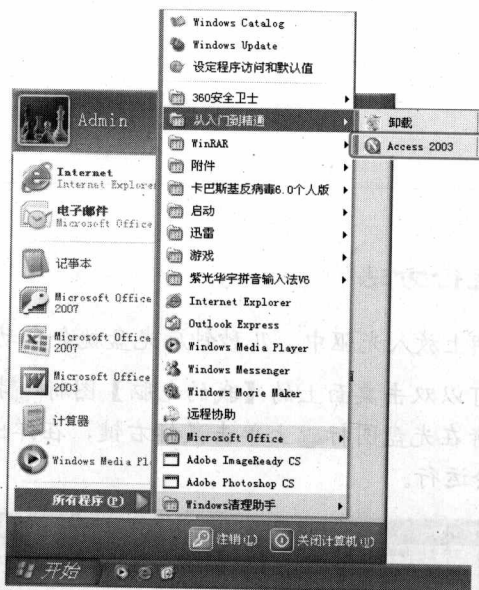 Windows Catalog
Windows Update
设定程序访问和默认值
360安全卫士
从入门到精通
WinRAR
附件
卡巴斯基反病毒6.0个人版
启动
迅雷
游戏
紫光华宇拼音输入法V6
Internet Explorer
Outlook Express
Windows Media Player
Windows Messenger
Windows Movie Maker
远程协助
Microsoft Office
Adobe ImageReady CS
Adobe Photoshop CS
Windows清理助手
卸载
Access 2003
Admin
Internet
Internet Explorer
电子邮件
Microsoft Office
记事本
Microsoft Office
2007
Microsoft Office
2007
Microsoft Office
2003
计算器
Windows Media Pl
所有程序(P)
注销(L)
关闭计算机(U)
开始